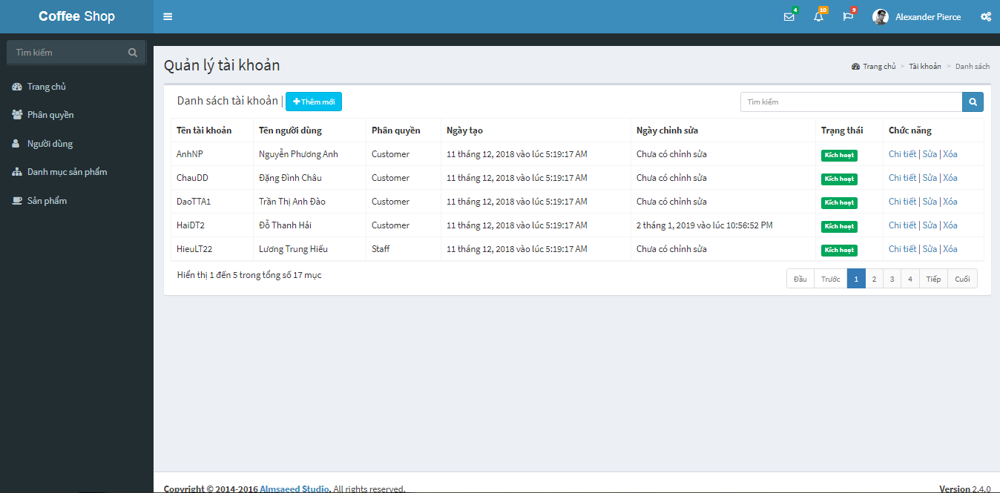 Coffee Shop
4
10
9
Alexander Pierce
Tìm kiếm
Trang chủ
Phân quyền
Người dùng
Danh mục sản phẩm
Sản phẩm
Quản lý tài khoản
Trang chủ > Tài khoản > Danh sách
Danh sách tài khoản | Thêm mới
Tìm kiếm
Tên tài khoản Tên người dùng Phân quyền Ngày tạo Ngày chỉnh sửa Trạng thái Chức năng
AnhNP Nguyễn Phương Anh Customer 11 tháng 12, 2018 vào lúc 5:19:17 AM Chưa có chỉnh sửa Kích hoạt Chi tiết | Sửa | Xóa
ChauDD Đặng Đình Châu Customer 11 tháng 12, 2018 vào lúc 5:19:17 AM Chưa có chỉnh sửa Kích hoạt Chi tiết | Sửa | Xóa
DaoTTA1 Trần Thị Anh Đào Customer 11 tháng 12, 2018 vào lúc 5:19:17 AM Chưa có chỉnh sửa Kích hoạt Chi tiết | Sửa | Xóa
HaiDT2 Đỗ Thanh Hải Customer 11 tháng 12, 2018 vào lúc 5:19:17 AM 2 tháng 1, 2019 vào lúc 10:56:52 PM Kích hoạt Chi tiết | Sửa | Xóa
HieuLT22 Lương Trung Hiếu Staff 11 tháng 12, 2018 vào lúc 5:19:17 AM Chưa có chỉnh sửa Kích hoạt Chi tiết | Sửa | Xóa
Hiển thị 1 đến 5 trong tổng số 17 mục
Đầu Trước 1 2 3 4 Tiếp Cuối
Copyright © 2014-2016 Almsaeed Studio. All rights reserved.
Version 2.4.0